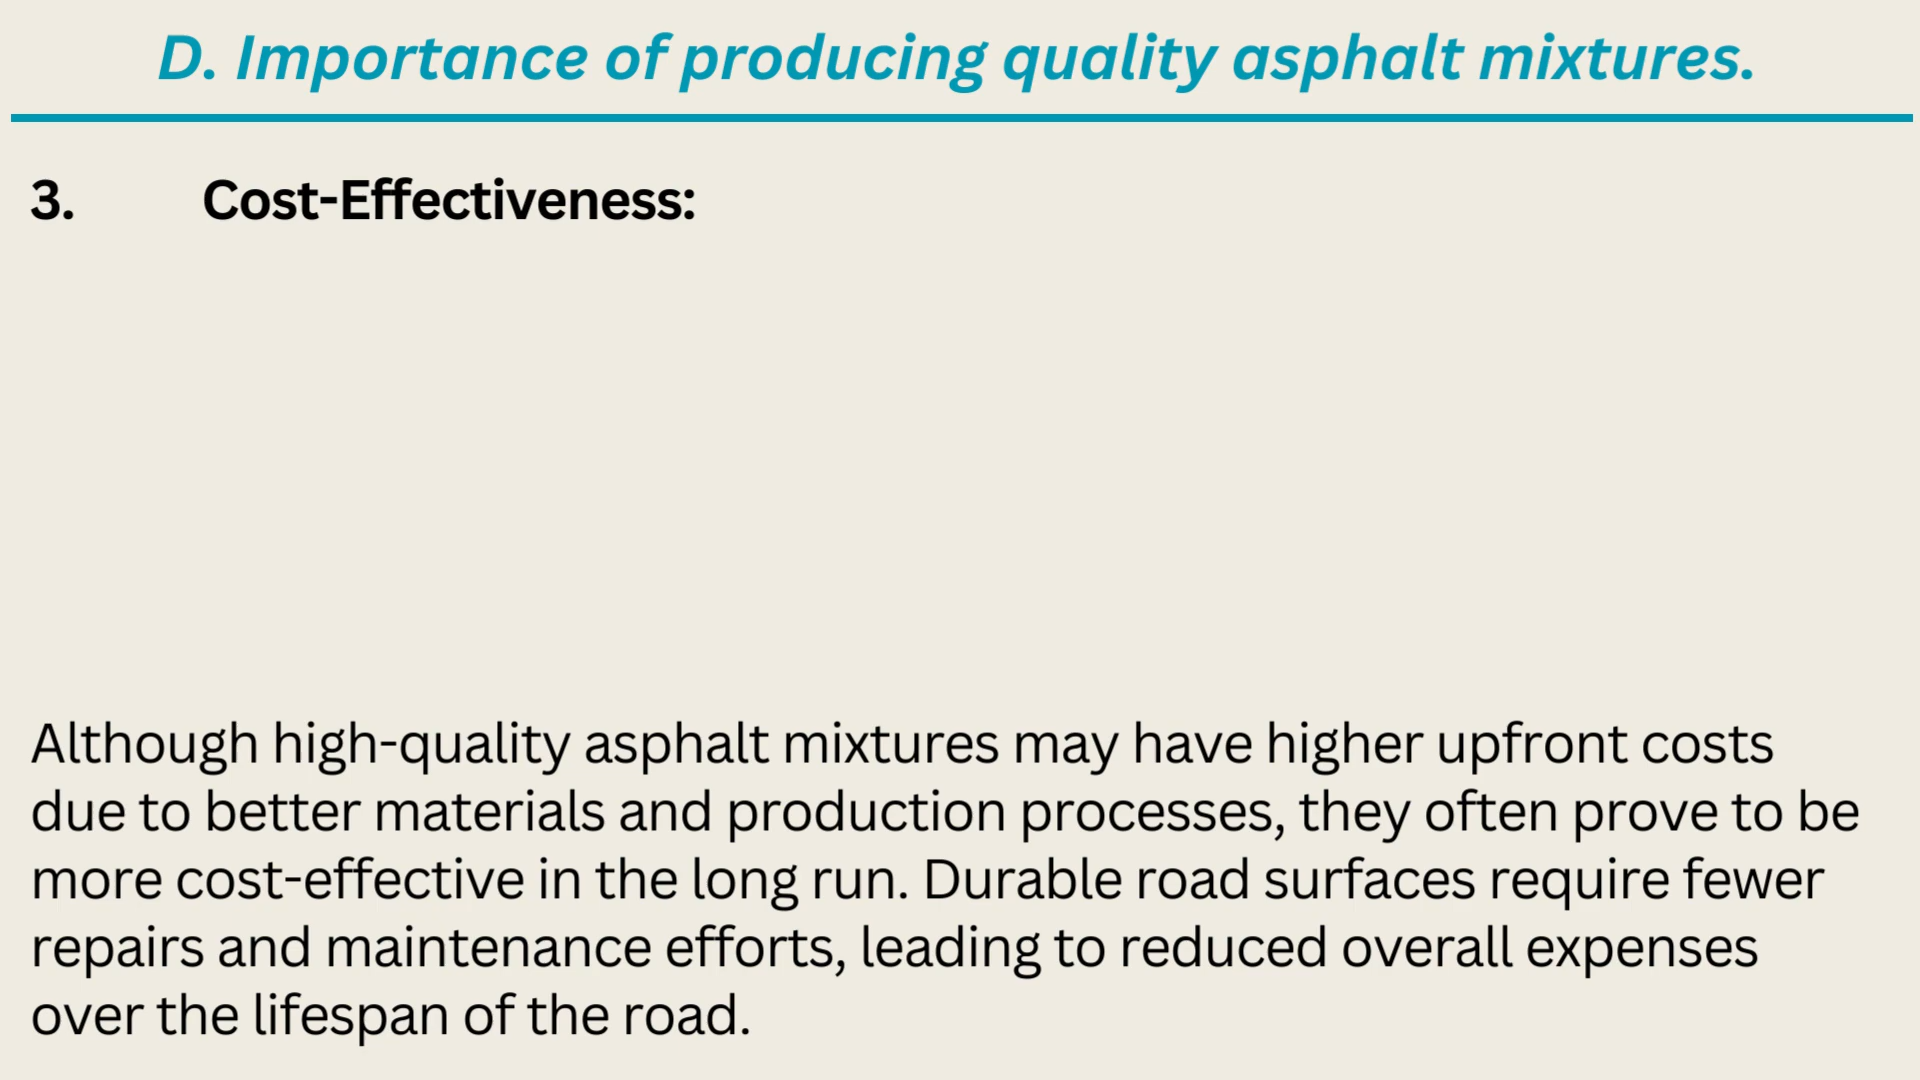 D. Importance of producing quality asphalt mixtures.
3. Cost-Effectiveness:
Although high-quality asphalt mixtures may have higher upfront costs
due to better materials and production processes, they often prove to be
more cost-effective in the long run. Durable road surfaces require fewer
repairs and maintenance efforts, leading to reduced overall expenses
over the lifespan of the road.